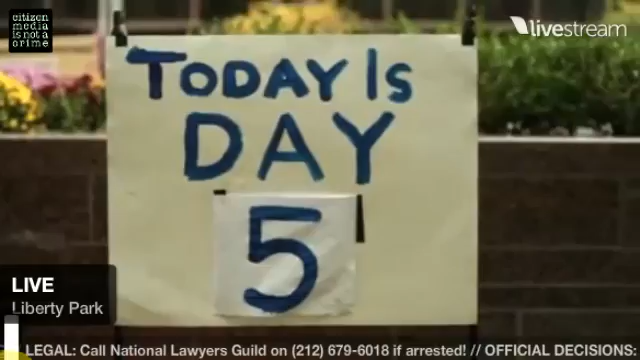 citizen
media
is not a
crime
livestream
TODAY IS
DAY
5
LIVE
Liberty Park
LEGAL: Call National Lawyers Guild on (212) 679-6018 if arrested! // OFFICIAL DECISIONS: